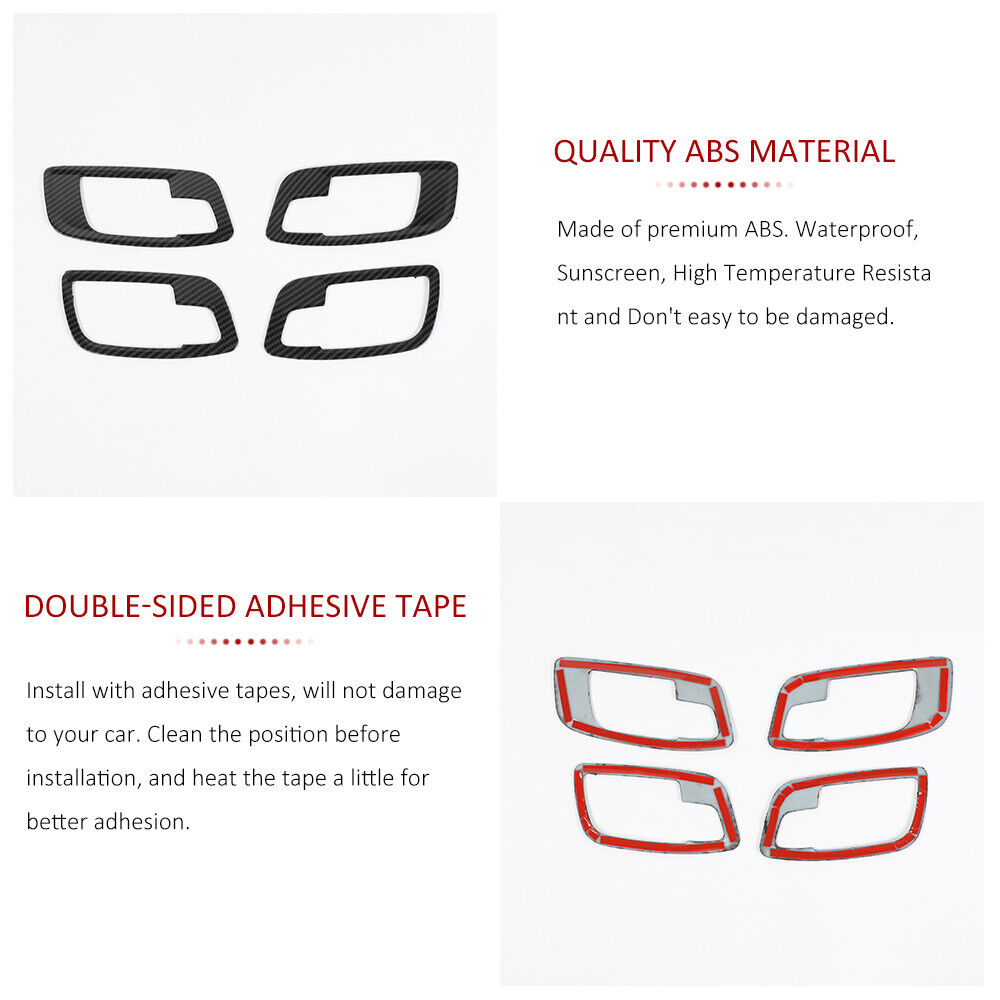 QUALITY ABS MATERIAL
Made of premium ABS. Waterproof,
Sunscreen, High Temperature Resista
nt and Don't easy to be damaged.
DOUBLE-SIDED ADHESIVE TAPE
Install with adhesive tapes, will not damage
to your car. Clean the position before
installation, and heat the tape a little for
better adhesion.